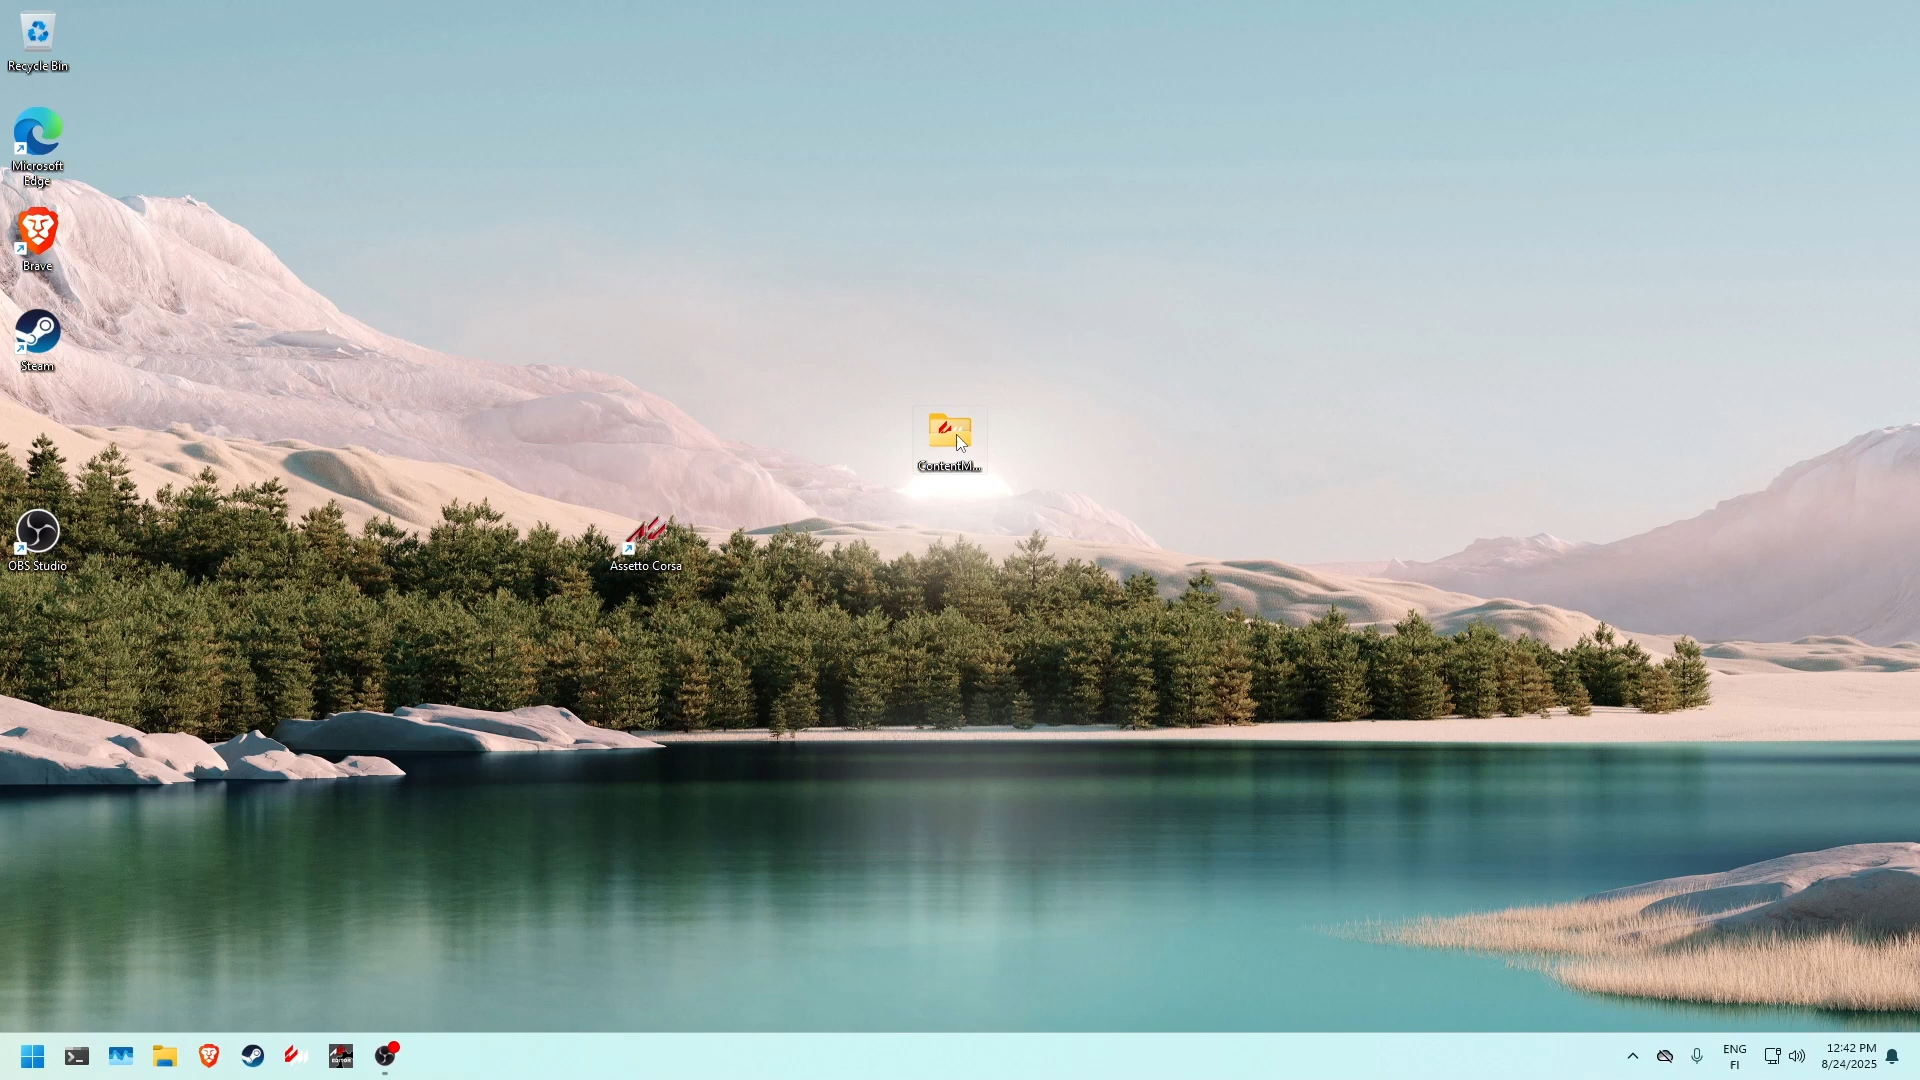 Recycle Bin
Microsoft
Edge
Brave
Steam
OBS Studio
ContentM...
Assetto Corsa
EDITOR
ENG
FI
12:42 PM
8/24/2025